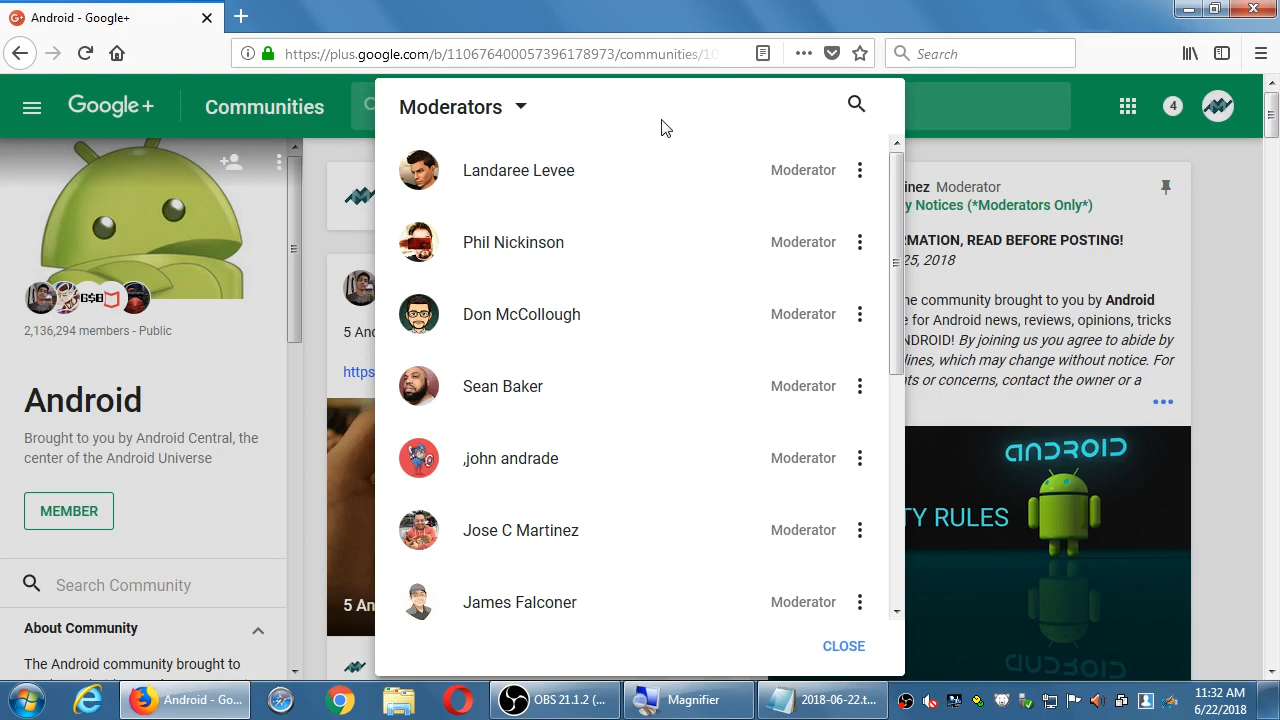 Android - Google+
https://plus.google.com/b/110676400057396178973/communities/10
Search
Google+
Communities
4
Moderators
Landaree Levee
Moderator
Phil Nickinson
Moderator
Don McCollough
Moderator
Sean Baker
Moderator
,john andrade
Moderator
Jose C Martinez
Moderator
James Falconer
Moderator
CLOSE
2,136,294 members - Public
Android
Brought to you by Android Central, the
center of the Android Universe
MEMBER
Search Community
About Community
The Android community brought to
5 And
https
5 An
inez Moderator
y Notices (*Moderators Only*)
RMATION, READ BEFORE POSTING!
25, 2018
he community brought to you by Android
e for Android news, reviews, opinions, tricks
NDROID! By joining us you agree to abide by
lines, which may change without notice. For
nts or concerns, contact the owner or a
ANDROID
TY RULES
Android - Go...
OBS 21.1.2 (...
Magnifier
2018-06-22.t...
11:32 AM
6/22/2018